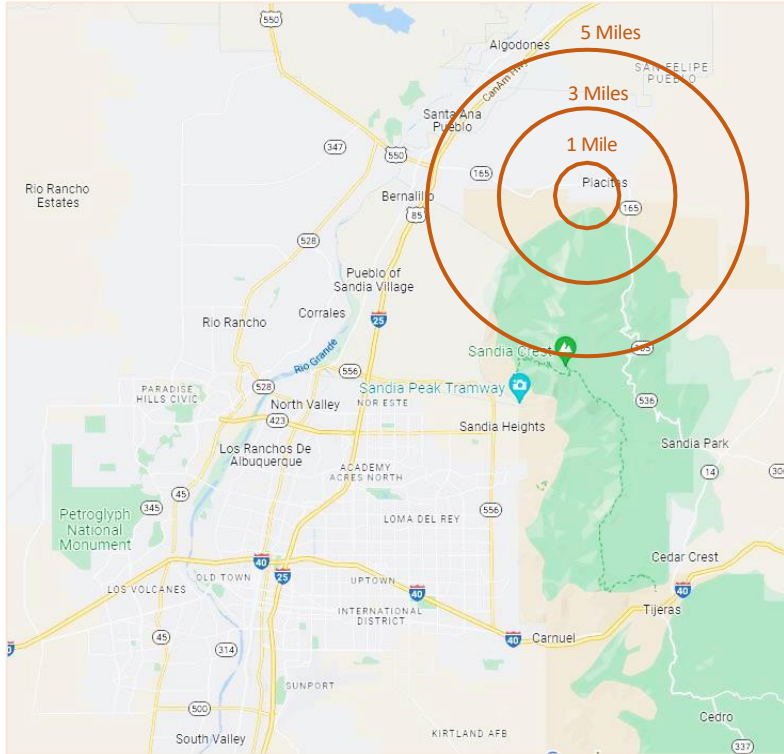 550
5 Miles
Algodones
CanAm Hwy
SAN FELIPE
PUEBLO
3 Miles
Santa Ana
Pueblo
1 Mile
347
550
165
Placitas
Rio Rancho
Estates
Bernalillo
165
85
528
Pueblo of
Sandia Village
Corrales
Rio Rancho
25
Rio Grande
Sandia Crest
556
PARADISE
HILLS CIVIC
528
Sandia Peak Tramway
North Valley
NOR ESTE
536
423
Sandia Heights
Los Ranchos De
Albuquerque
Sandia Park
ACADEMY
ACRES NORTH
14
45
345
Petroglyph
National
Monument
556
LOMA DEL REY
Cedar Crest
40
OLD TOWN
25
UPTOWN
40
40
LOS VOLCANES
INTERNATIONAL
DISTRICT
Tijeras
45
40
Carnuel
314
SUNPORT
500
Cedro
South Valley
KIRTLAND AFB
337